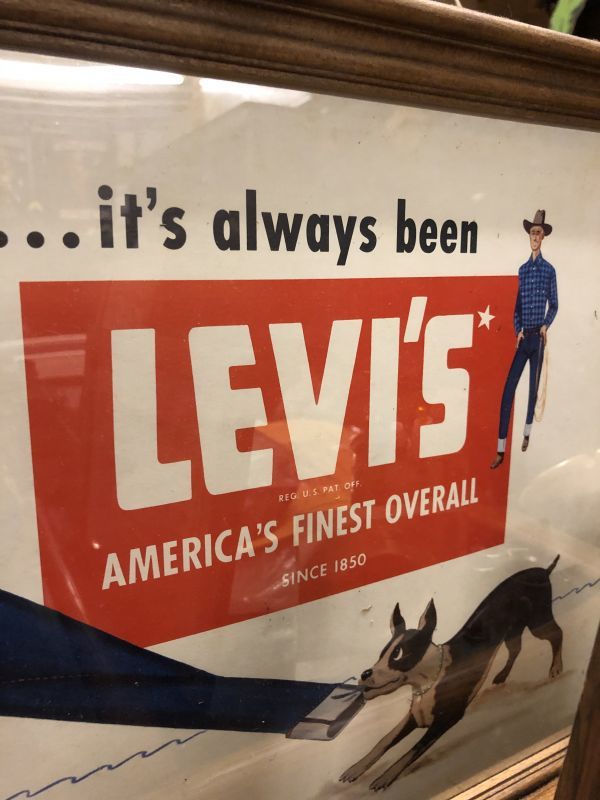 ...it's always been
LEVI'S*
REG. U.S. PAT. OFF.
AMERICA'S FINEST OVERALL
SINCE 1850